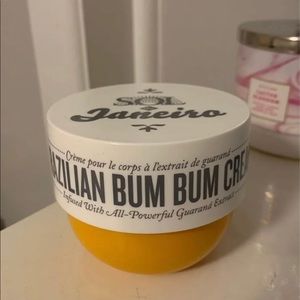 SOL
de
Janeiro
Crème pour le corps à l'extrait de guaraná
AZILIAN BUM BUM CRE
Infused With All-Powerful Guaraná Extract